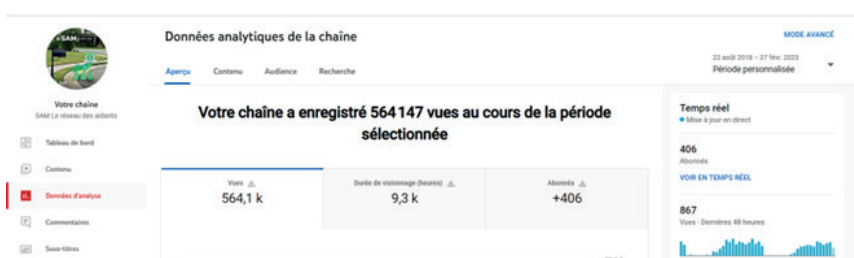 +SAM
Votre chaîne
SAM Le réseau des aidants
Tableau de bord
Contenu
Données d'analyse
Commentaires
Sous-titres
Données analytiques de la chaîne
MODE AVANCÉ
Aperçu Contenu Audience Recherche
22 août 2018 – 27 févr. 2023
Période personnalisée
Votre chaîne a enregistré 564 147 vues au cours de la période
sélectionnée
Vues
564,1 k
Durée de visionnage (heures)
9,3 k
Abonnés
+406
Temps réel
Mise à jour en direct
406
Abonnés
VOIR EN TEMPS RÉEL
867
Vues · Dernières 48 heures